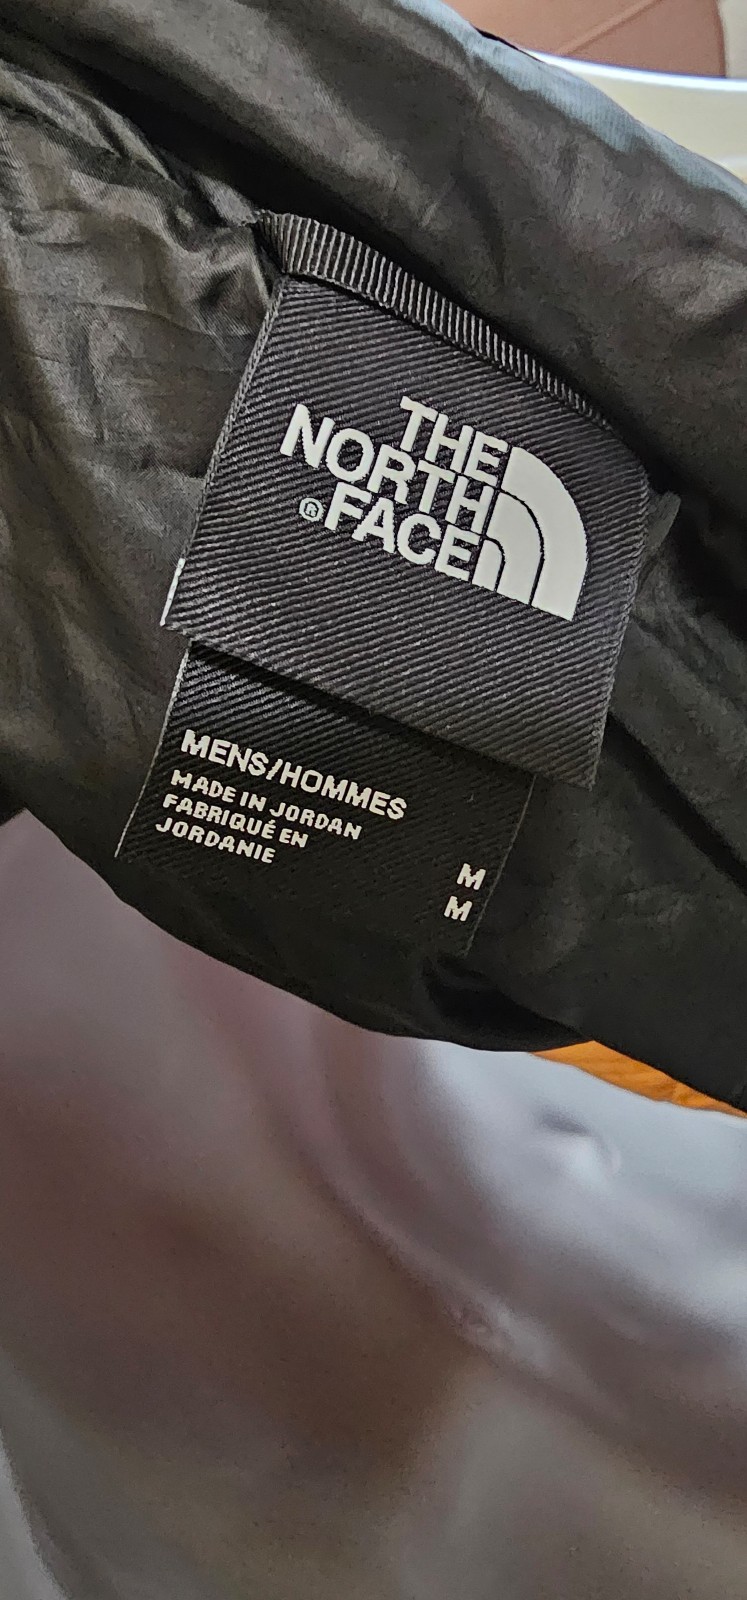 THE
NORTH
®FACE
MENS/HOMMES
MADE IN JORDAN
FABRIQUÉ EN
JORDANIE
M
M